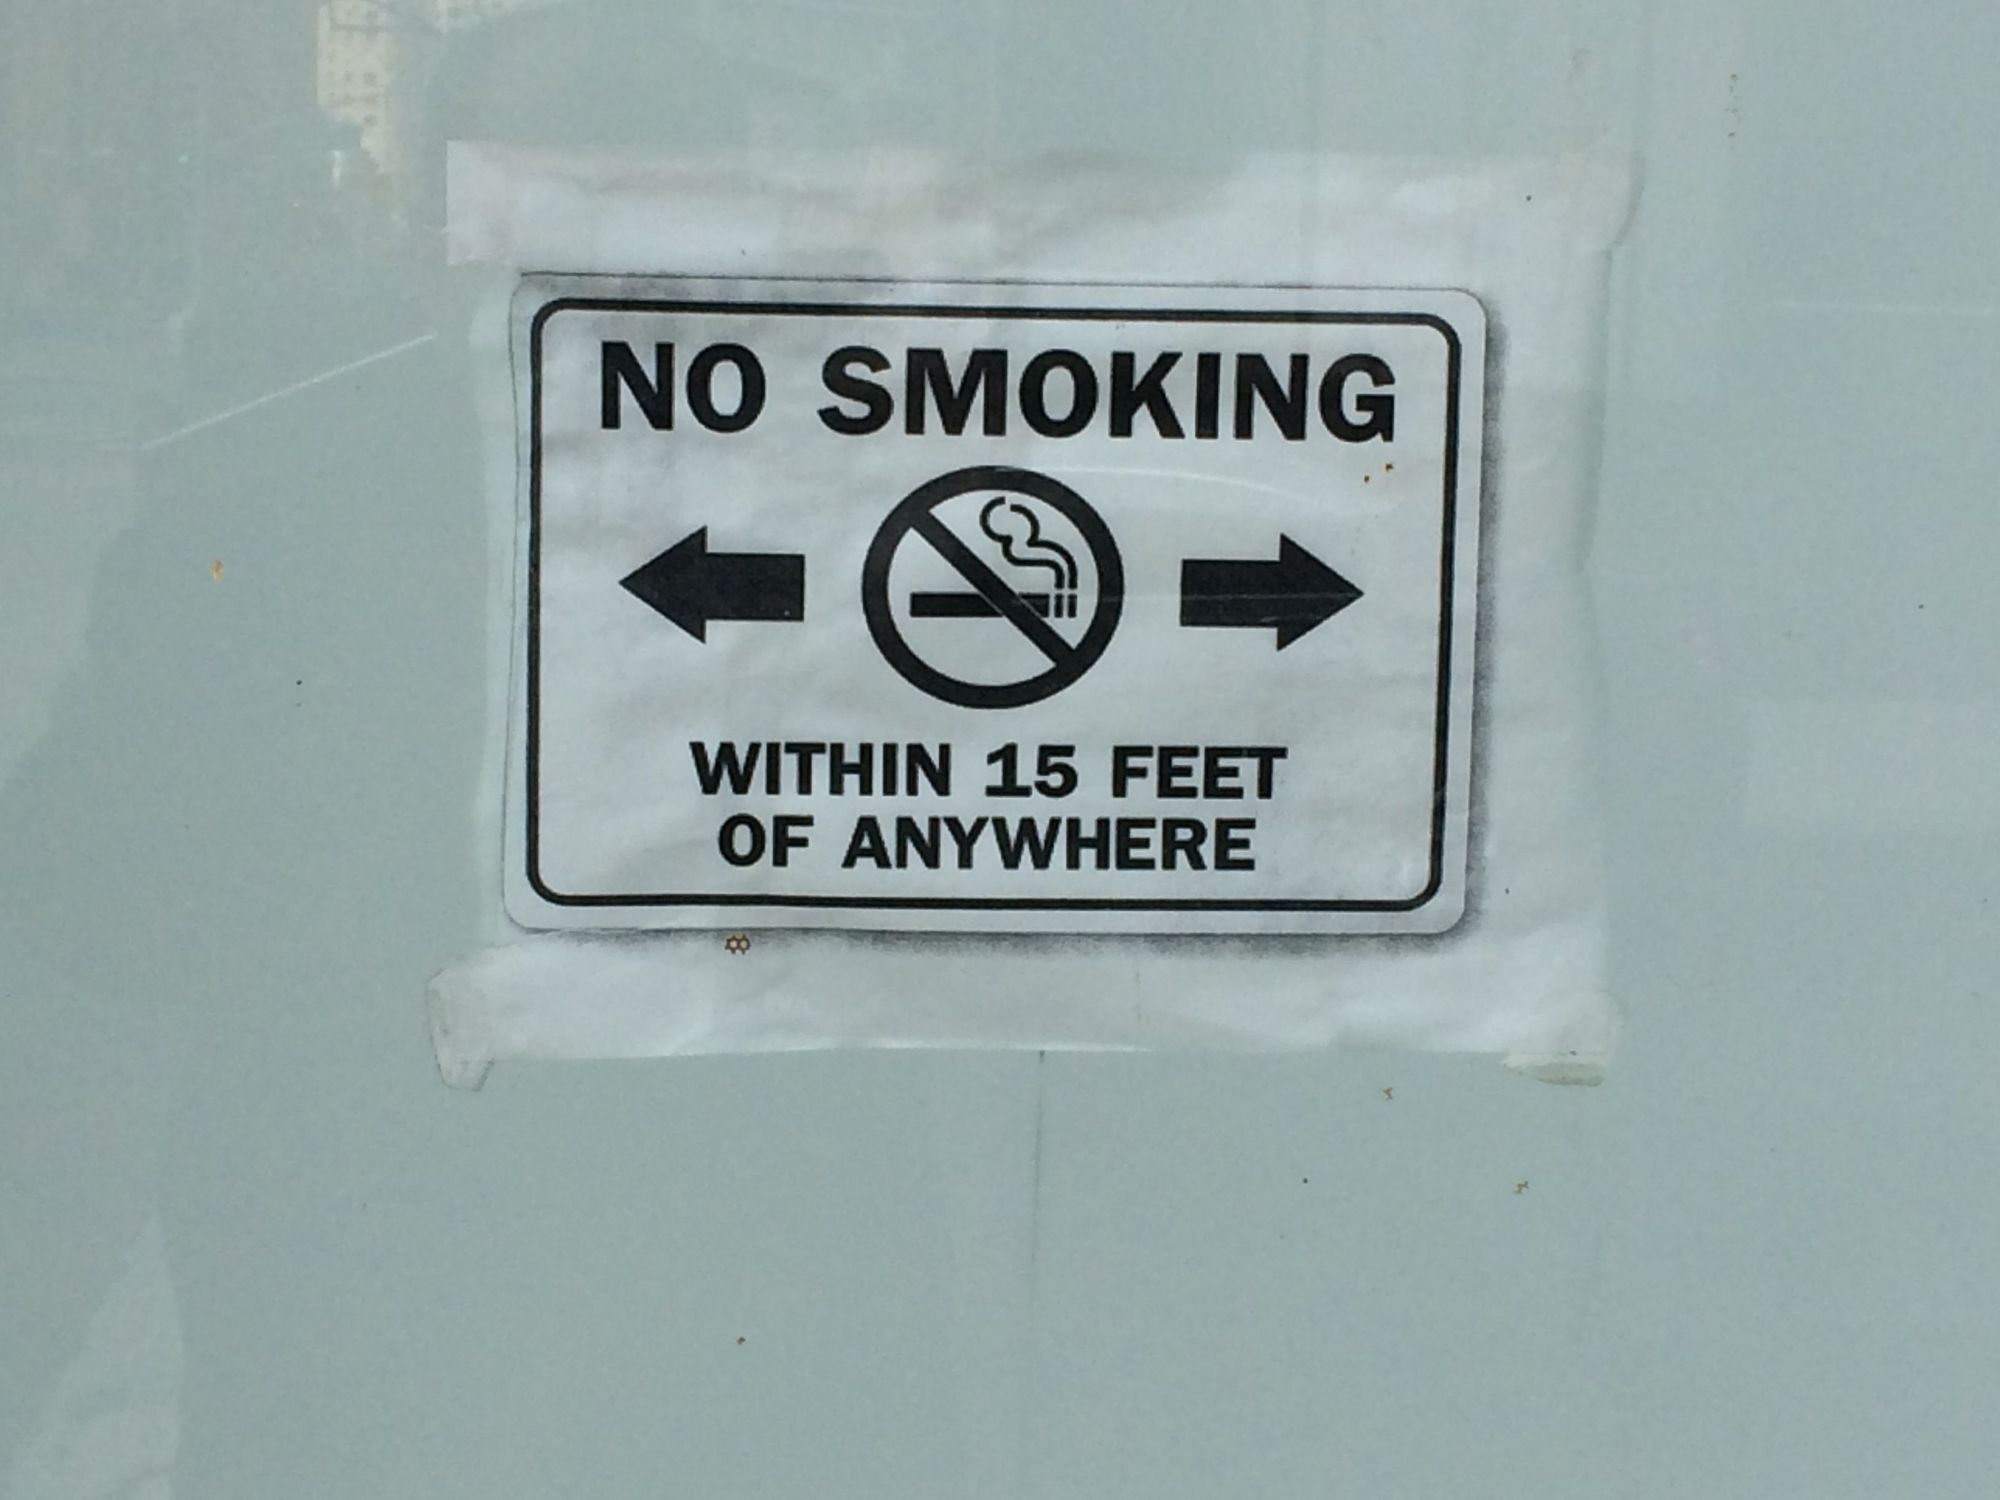 NO SMOKING
WITHIN 15 FEET
OF ANYWHERE